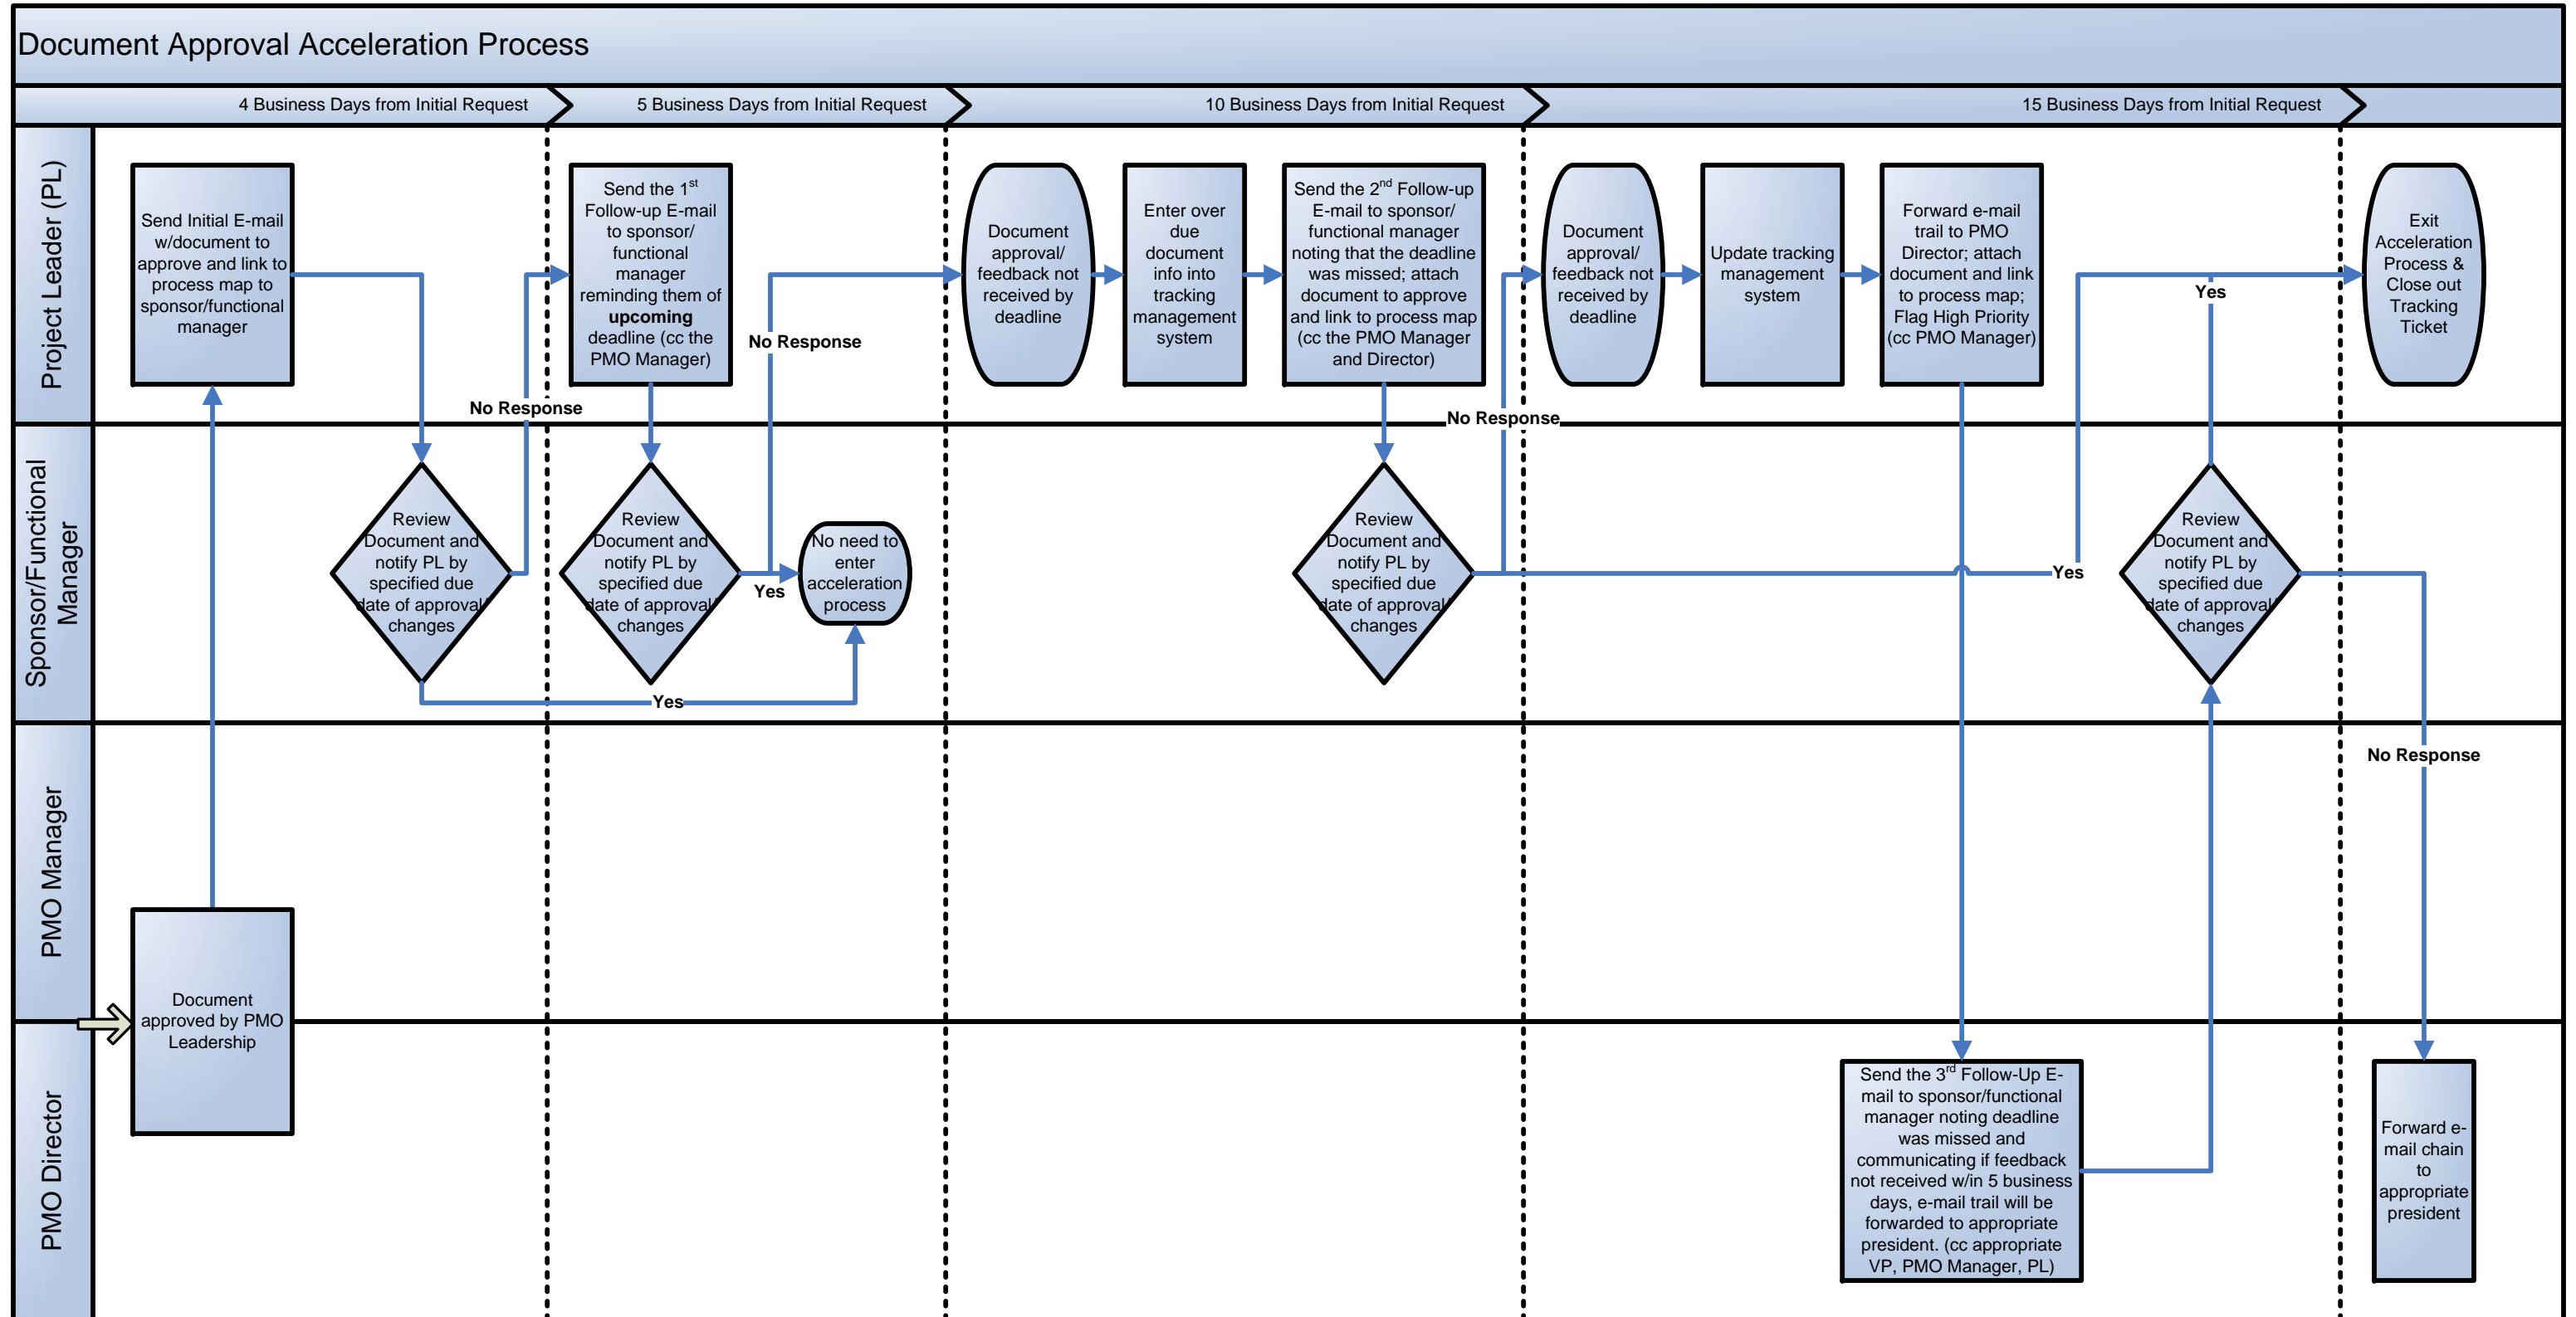 Document Approval Acceleration Process
4 Business Days from Initial Request
5 Business Days from Initial Request
10 Business Days from Initial Request
15 Business Days from Initial Request
Project Leader (PL)
Send Initial E-mail
w/document to
approve and link to
process map to
sponsor/functional
manager
Send the 1st
Follow-up E-mail
to sponsor/
functional
manager
reminding them of
upcoming
deadline (cc the
PMO Manager)
No Response
No Response
Document
approval/
feedback not
received by
deadline
Enter over
due
document
info into
tracking
management
system
Send the 2nd Follow-up
E-mail to sponsor/
functional manager
noting that the deadline
was missed; attach
document to approve
and link to process map
(cc the PMO Manager
and Director)
No Response
Document
approval/
feedback not
received by
deadline
Update tracking
management
system
Forward e-mail
trail to PMO
Director; attach
document and link
to process map;
Flag High Priority
(cc PMO Manager)
Yes
Exit
Acceleration
Process &
Close out
Tracking
Ticket
Sponsor/Functional
Manager
Review
Document and
notify PL by
specified due
date of approval/
changes
Yes
Review
Document and
notify PL by
specified due
date of approval/
changes
Yes
No need to
enter
acceleration
process
Review
Document and
notify PL by
specified due
date of approval/
changes
Yes
Review
Document and
notify PL by
specified due
date of approval/
changes
No Response
PMO Manager
Document
approved by PMO
Leadership
PMO Director
Send the 3rd Follow-Up E-
mail to sponsor/functional
manager noting deadline
was missed and
communicating if feedback
not received w/in 5 business
days, e-mail trail will be
forwarded to appropriate
president. (cc appropriate
VP, PMO Manager, PL)
Forward e-
mail chain
to
appropriate
president